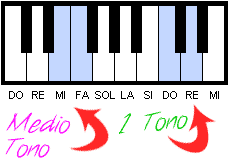 DO RE MI FA SOL LA SI DO RE MI
Medio 1 Tono
Tono